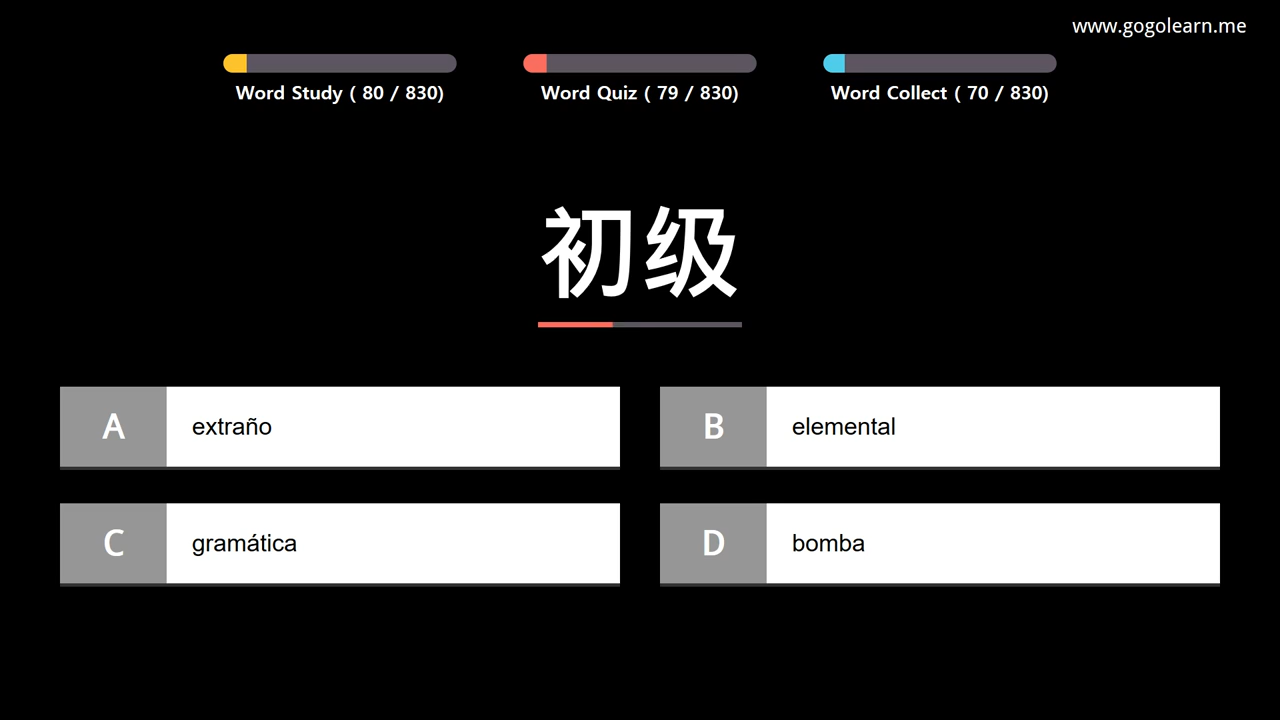 www.gogolearn.me
Word Study ( 80 / 830)
Word Quiz ( 79 / 830)
Word Collect ( 70 / 830)
初级
A extraño
B elemental
C gramática
D bomba